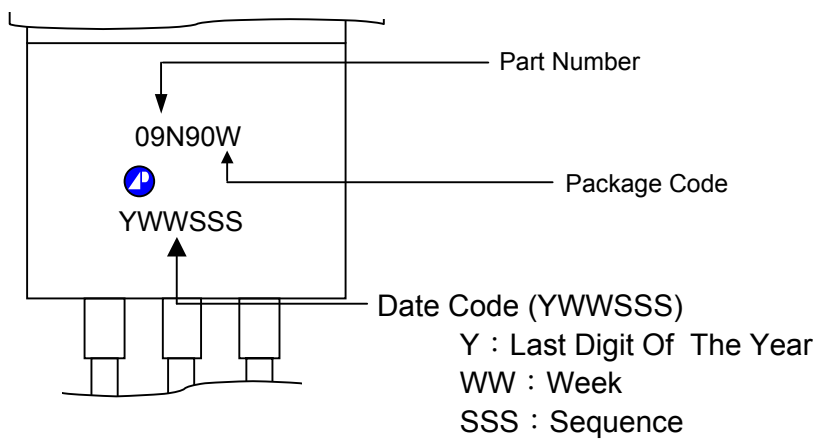 Part Number
09N90W
Package Code
YWWSSS
Date Code (YWWSSS)
Y：Last Digit Of The Year
WW：Week
SSS：Sequence